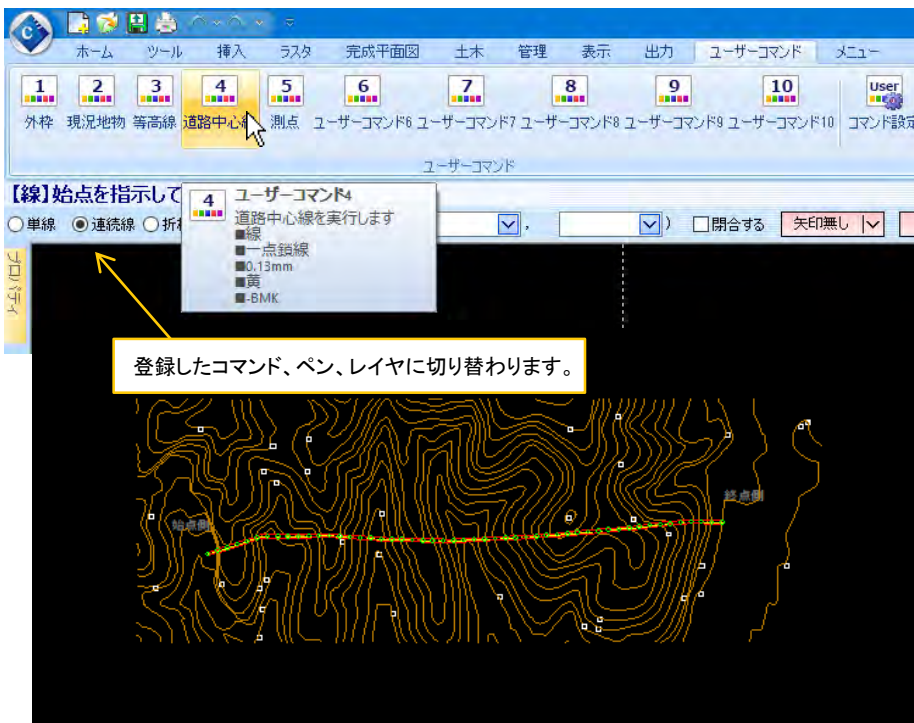 ホーム ツール 挿入 ラスタ 完成平面図 土木 管理 表示 出力 ユーザーコマンド メニュー
1 2 3 4 5 6 7 8 9 10 User
外枠 現況地物 等高線 道路中心線 測点 ユーザーコマンド6 ユーザーコマンド7 ユーザーコマンド8 ユーザーコマンド9 ユーザーコマンド10 コマンド設定
ユーザーコマンド
【線】始点を指示して
4 ユーザーコマンド4
道路中心線を実行します
■線
■一点鎖線
■0.13mm
■黄
■-BMK
単線 連続線 , ) 閉合する 矢印無し
プロパティ
登録したコマンド、ペン、レイヤに切り替わります。
始点側
終点側